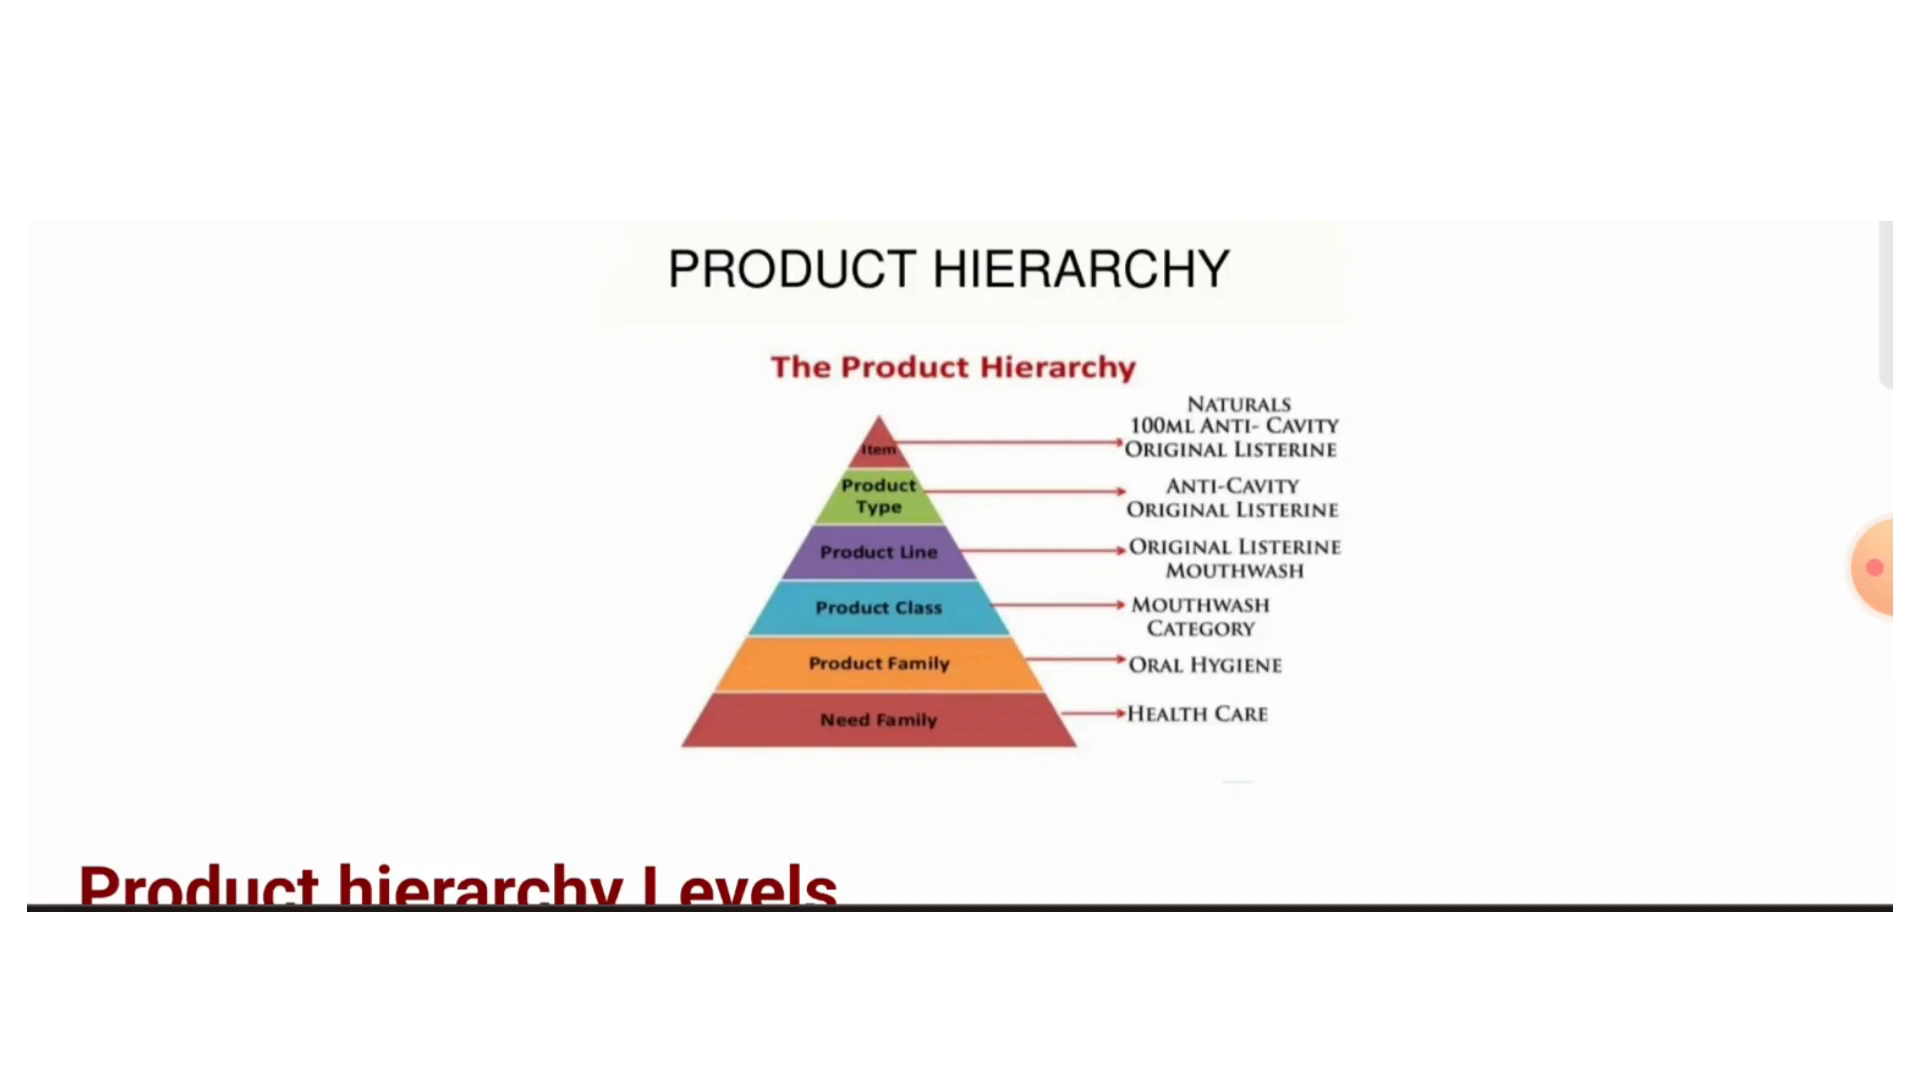 PRODUCT HIERARCHY
The Product Hierarchy
Item
NATURALS
100ML ANTI- CAVITY
ORIGINAL LISTERINE
Product
Type
ANTI-CAVITY
ORIGINAL LISTERINE
Product Line
ORIGINAL LISTERINE
MOUTHWASH
Product Class
MOUTHWASH
CATEGORY
Product Family
ORAL HYGIENE
Need Family
HEALTH CARE
Product hierarchy Levels